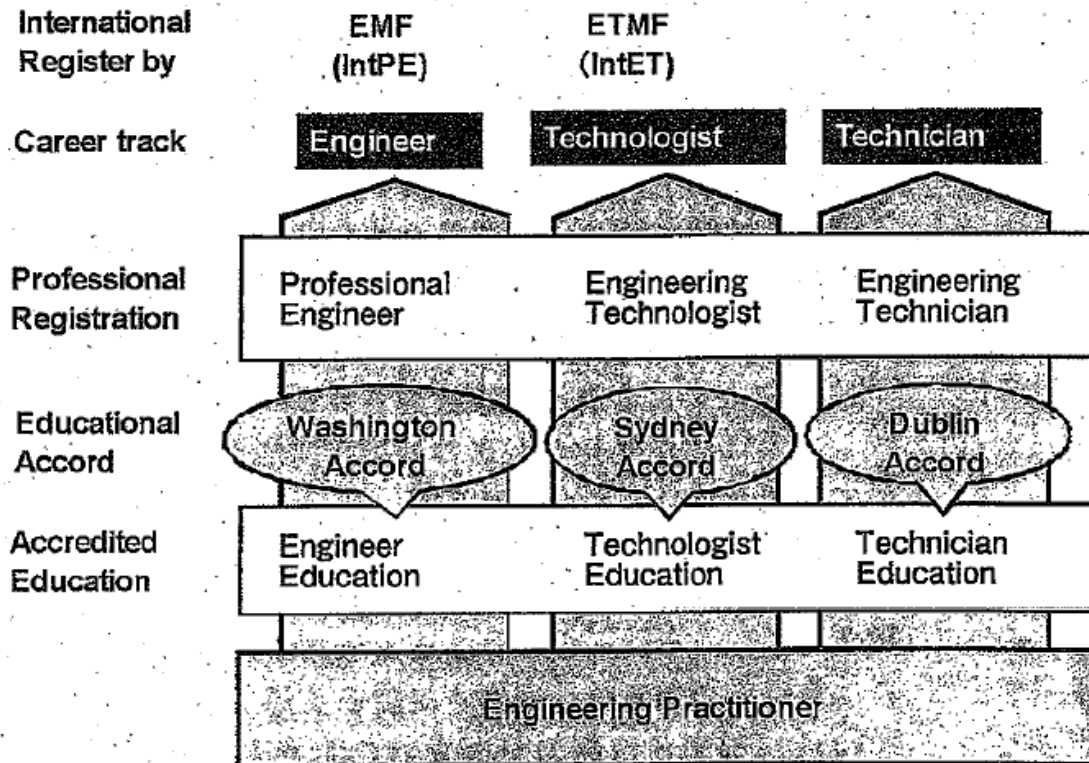 International
Register by
EMF
(IntPE)
ETMF
(IntET)
Career track
Engineer
Technologist
Technician
Professional
Registration
Professional
Engineer
Engineering
Technologist
Engineering
Technician
Educational
Accord
Washington
Accord
Sydney
Accord
Dublin
Accord
Accredited
Education
Engineer
Education
Technologist
Education
Technician
Education
Engineering Practitioner